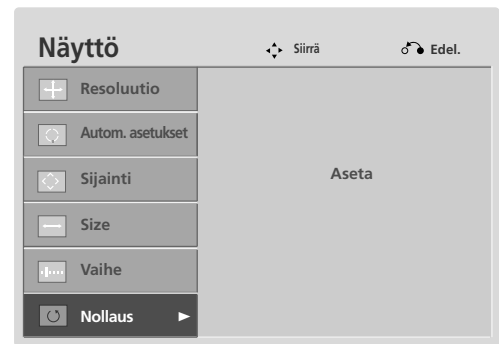 Näyttö Siirrä Edel.
Resoluutio
Autom. asetukset
Sijainti
Aseta
Size
Vaihe
Nollaus